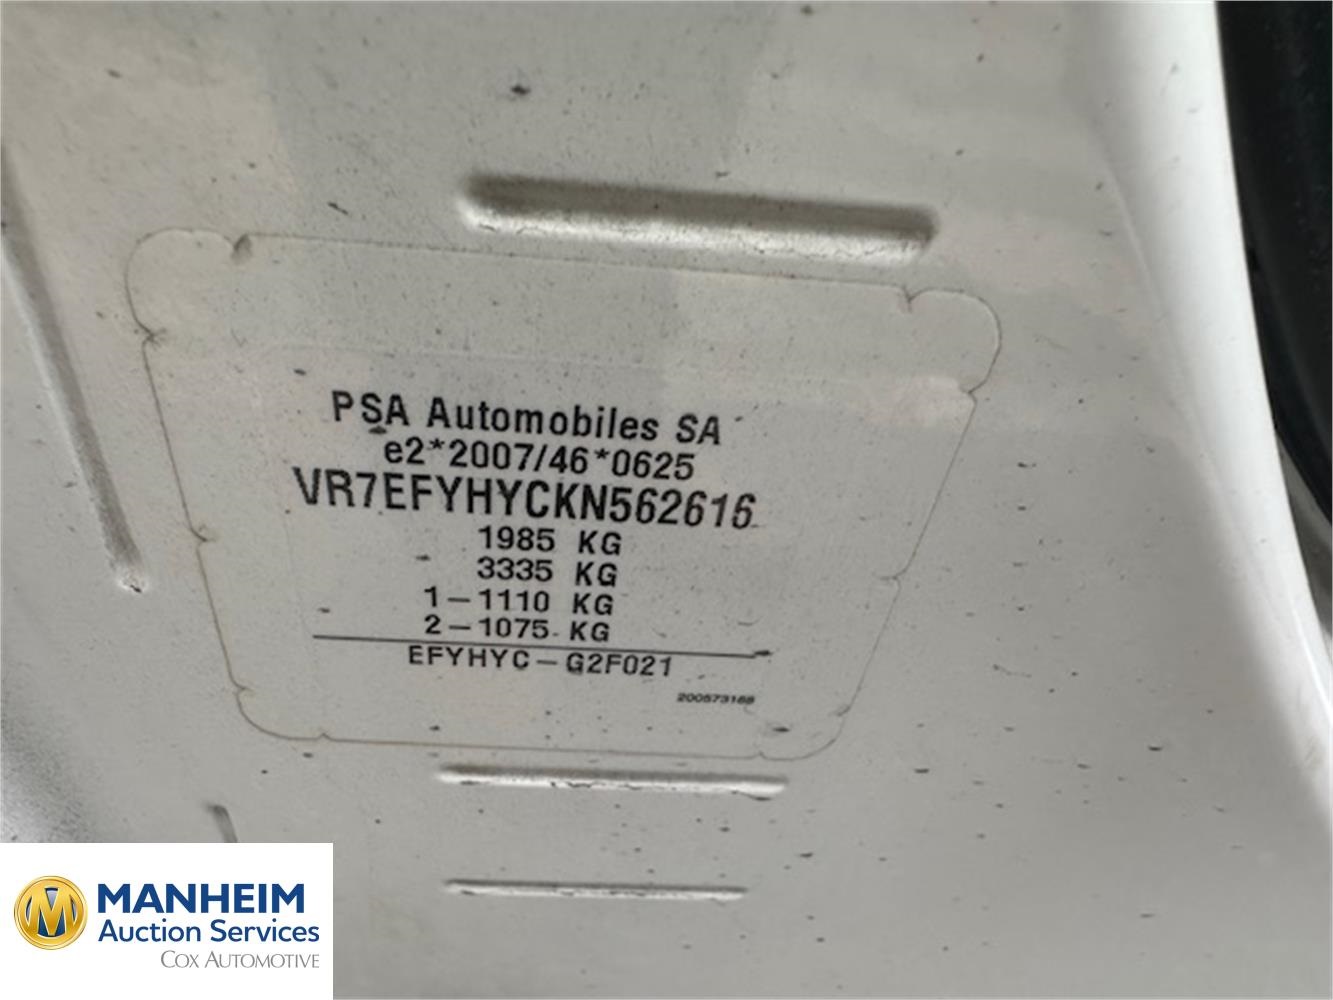 PSA Automobiles SA
e2*2007/46*0625
VR7EFYHYCKN562616
1985 KG
3335 KG
1-1110 KG
2-1075 KG
EFYHYC-G2F021
200573168
MANHEIM
Auction Services
COX AUTOMOTIVE